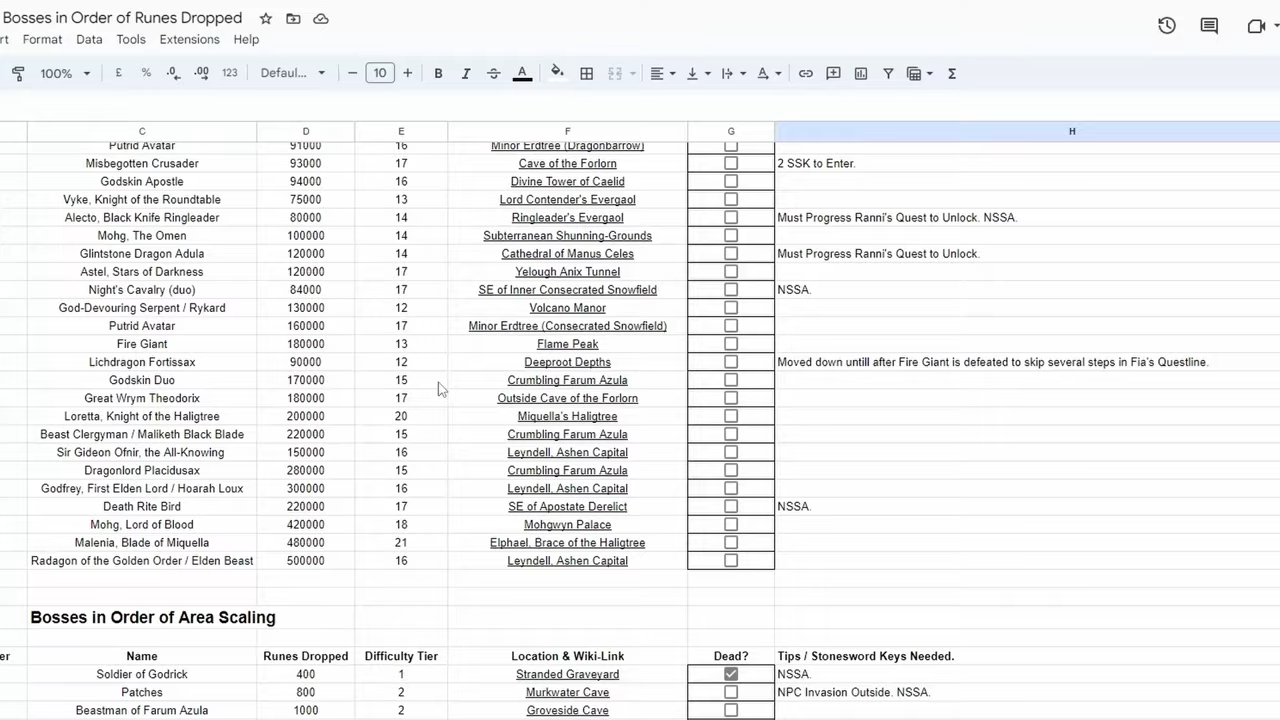 Bosses in Order of Runes Dropped
rt Format Data Tools Extensions Help
100% £ % .0 .00 123 Defaul... − 10 + B I S A Σ
C D E F G H
Putrid Avatar 91000 16 Minor Erdtree (Dragonbarrow)
Misbegotten Crusader 93000 17 Cave of the Forlorn 2 SSK to Enter.
Godskin Apostle 94000 16 Divine Tower of Caelid
Vyke, Knight of the Roundtable 75000 13 Lord Contender's Evergaol
Alecto, Black Knife Ringleader 80000 14 Ringleader's Evergaol Must Progress Ranni's Quest to Unlock. NSSA.
Mohg, The Omen 100000 14 Subterranean Shunning-Grounds
Glintstone Dragon Adula 120000 14 Cathedral of Manus Celes Must Progress Ranni's Quest to Unlock.
Astel, Stars of Darkness 120000 17 Yelough Anix Tunnel
Night's Cavalry (duo) 84000 17 SE of Inner Consecrated Snowfield NSSA.
God-Devouring Serpent / Rykard 130000 12 Volcano Manor
Putrid Avatar 160000 17 Minor Erdtree (Consecrated Snowfield)
Fire Giant 180000 13 Flame Peak
Lichdragon Fortissax 90000 12 Deeproot Depths Moved down untill after Fire Giant is defeated to skip several steps in Fia's Questline.
Godskin Duo 170000 15 Crumbling Farum Azula
Great Wrym Theodorix 180000 17 Outside Cave of the Forlorn
Loretta, Knight of the Haligtree 200000 20 Miquella's Haligtree
Beast Clergyman / Maliketh Black Blade 220000 15 Crumbling Farum Azula
Sir Gideon Ofnir, the All-Knowing 150000 16 Leyndell, Ashen Capital
Dragonlord Placidusax 280000 15 Crumbling Farum Azula
Godfrey, First Elden Lord / Hoarah Loux 300000 16 Leyndell, Ashen Capital
Death Rite Bird 220000 17 SE of Apostate Derelict NSSA.
Mohg, Lord of Blood 420000 18 Mohgwyn Palace
Malenia, Blade of Miquella 480000 21 Elphael, Brace of the Haligtree
Radagon of the Golden Order / Elden Beast 500000 16 Leyndell, Ashen Capital
Bosses in Order of Area Scaling
er Name Runes Dropped Difficulty Tier Location & Wiki-Link Dead? Tips / Stonesword Keys Needed.
Soldier of Godrick 400 1 Stranded Graveyard NSSA.
Patches 800 2 Murkwater Cave NPC Invasion Outside. NSSA.
Beastman of Farum Azula 1000 2 Groveside Cave